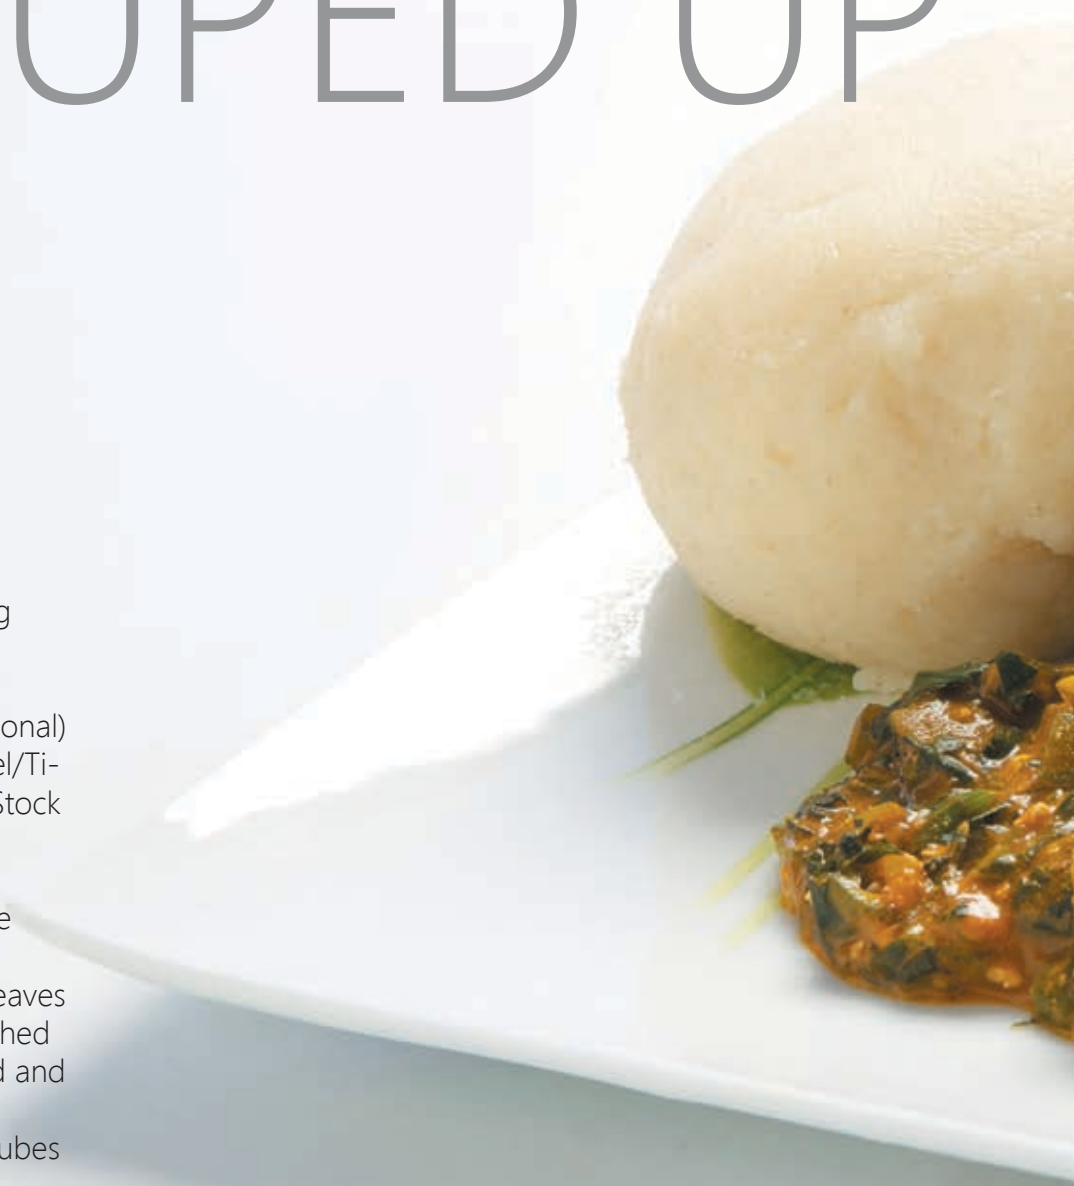 UPED UP
g
onal)
el/Ti-
Stock
e
eaves
hed
d and
ubes